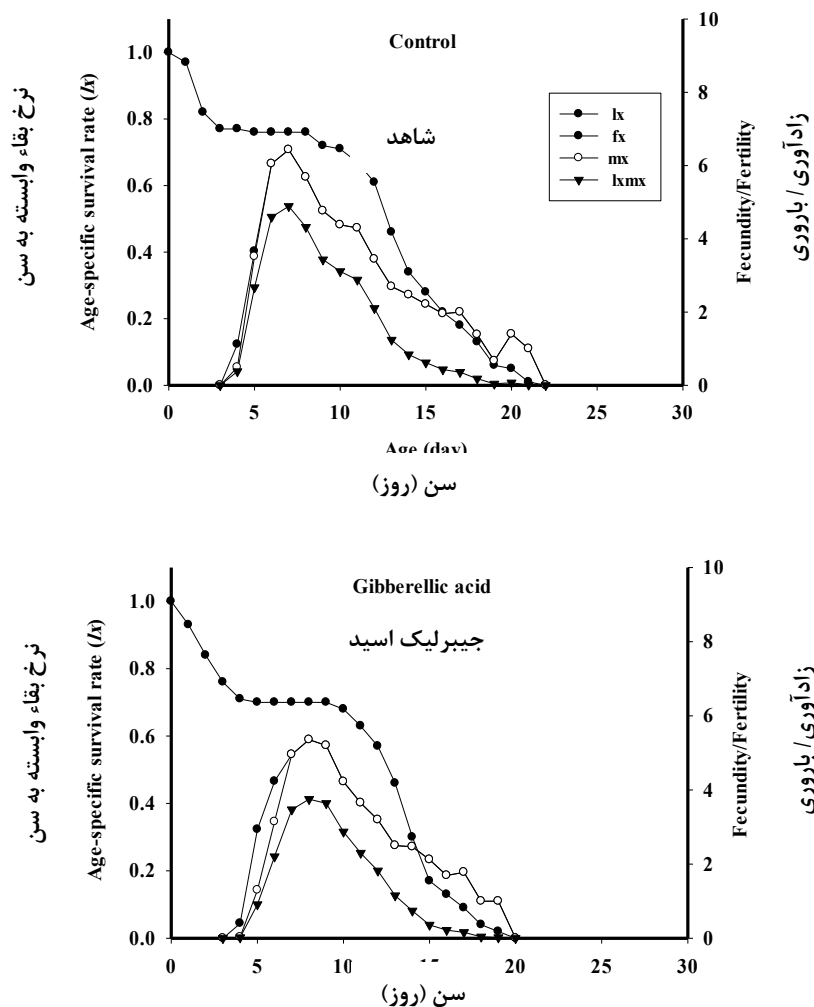 Control
شاهد
lx
fx
mx
lxmx
نرخ بقاء وابسته به سن
Age-specific survival rate (lx)
1.0
0.8
0.6
0.4
0.2
0.0
10
8
6
4
2
0
Fecundity/Fertility
زادآوری/ باروری
0 5 10 15 20 25 30
Age (day)
سن (روز)
Gibberellic acid
جیبرلیک اسید
نرخ بقاء وابسته به سن
Age-specific survival rate (lx)
1.0
0.8
0.6
0.4
0.2
0.0
10
8
6
4
2
0
Fecundity/Fertility
زادآوری/ باروری
0 5 10 15 20 25 30
سن (روز)